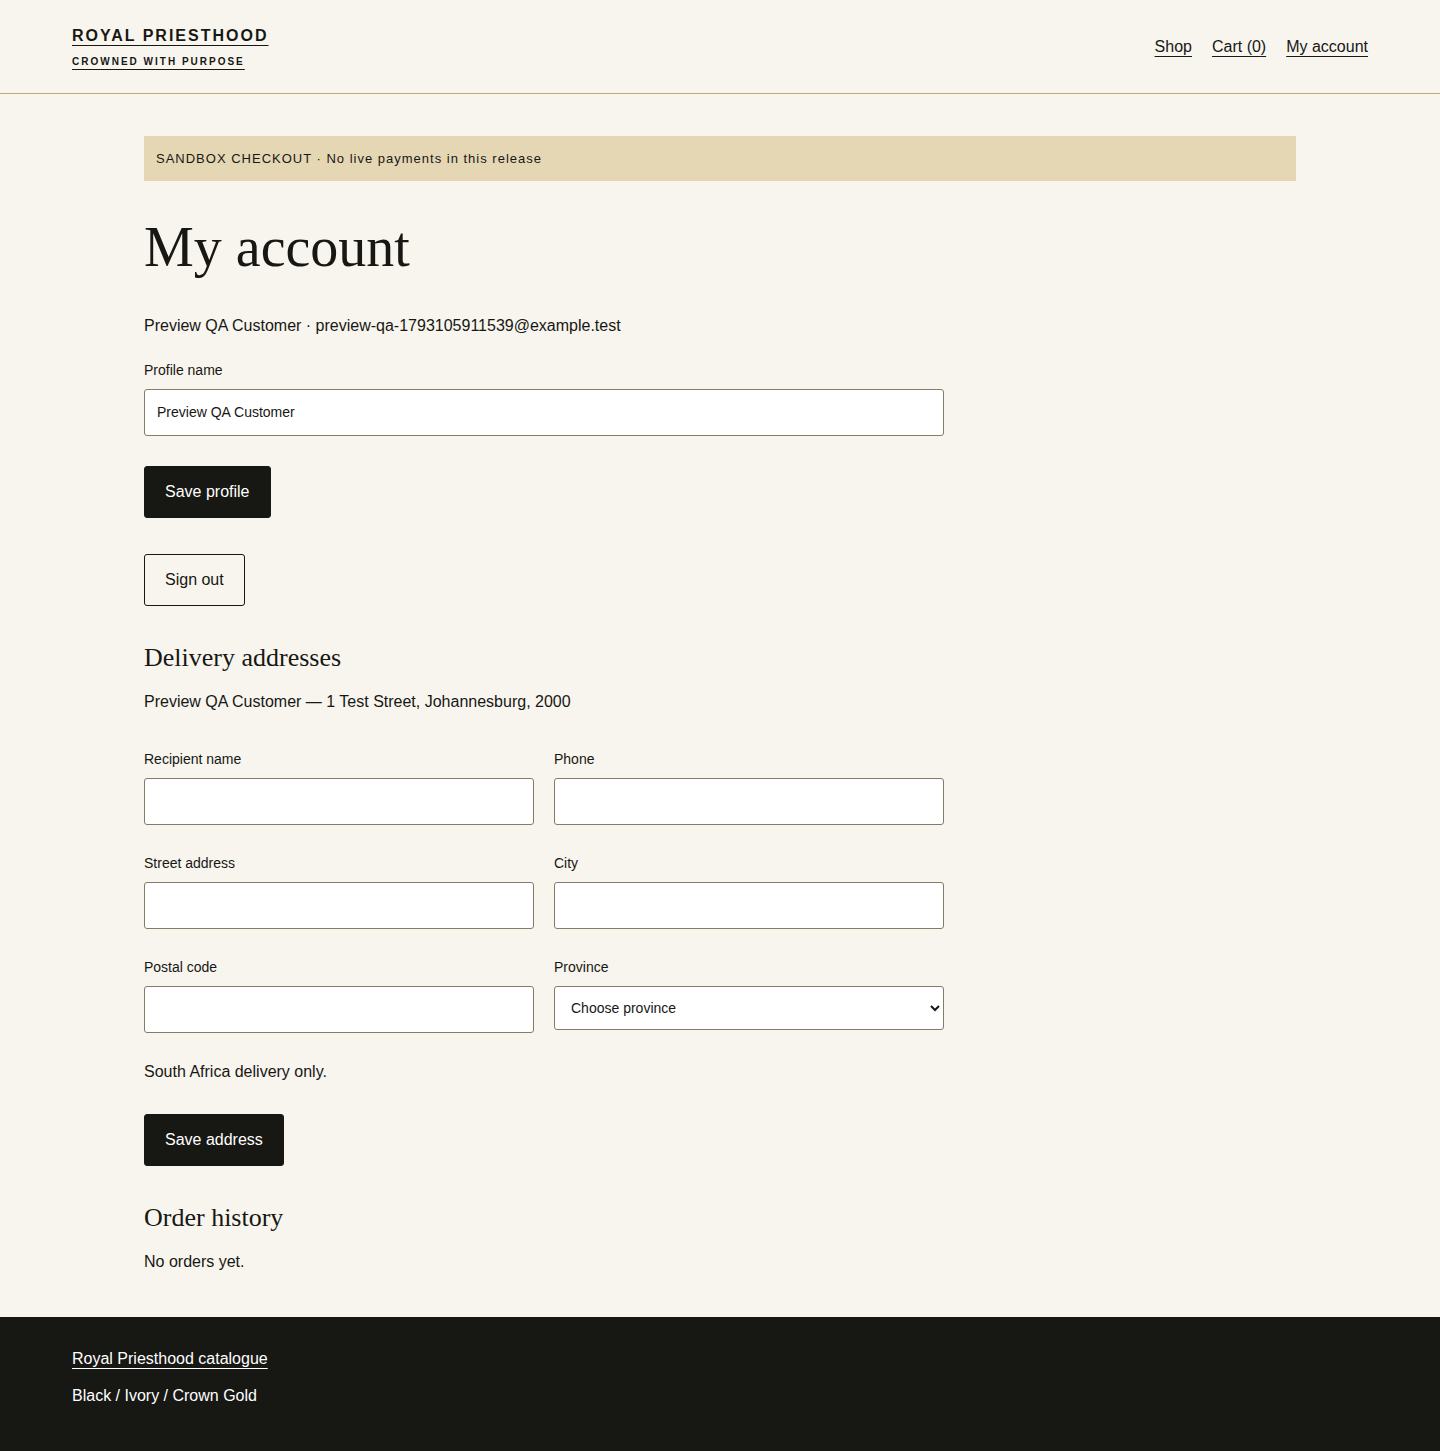 ROYAL PRIESTHOOD
CROWNED WITH PURPOSE
Shop Cart (0) My account
SANDBOX CHECKOUT · No live payments in this release
My account
Preview QA Customer · preview-qa-1793105911539@example.test
Profile name
Preview QA Customer
Save profile
Sign out
Delivery addresses
Preview QA Customer — 1 Test Street, Johannesburg, 2000
Recipient name Phone
Street address City
Postal code Province
Choose province
South Africa delivery only.
Save address
Order history
No orders yet.
Royal Priesthood catalogue
Black / Ivory / Crown Gold